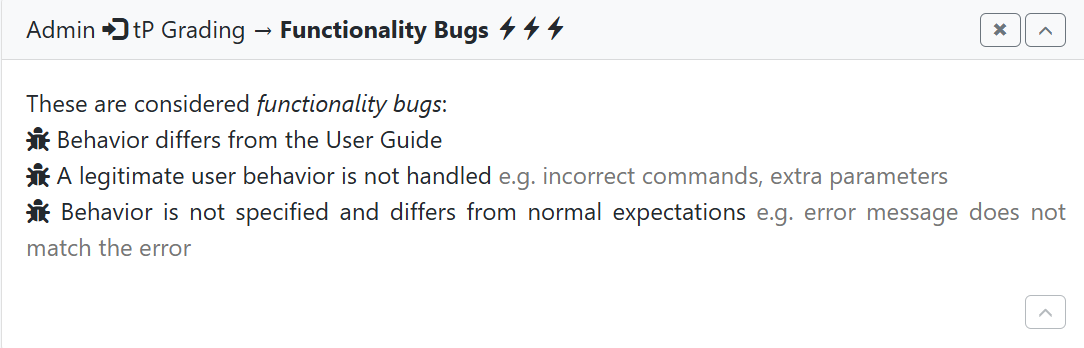 Admin tP Grading → Functionality Bugs
These are considered functionality bugs:
Behavior differs from the User Guide
A legitimate user behavior is not handled e.g. incorrect commands, extra parameters
Behavior is not specified and differs from normal expectations e.g. error message does not
match the error